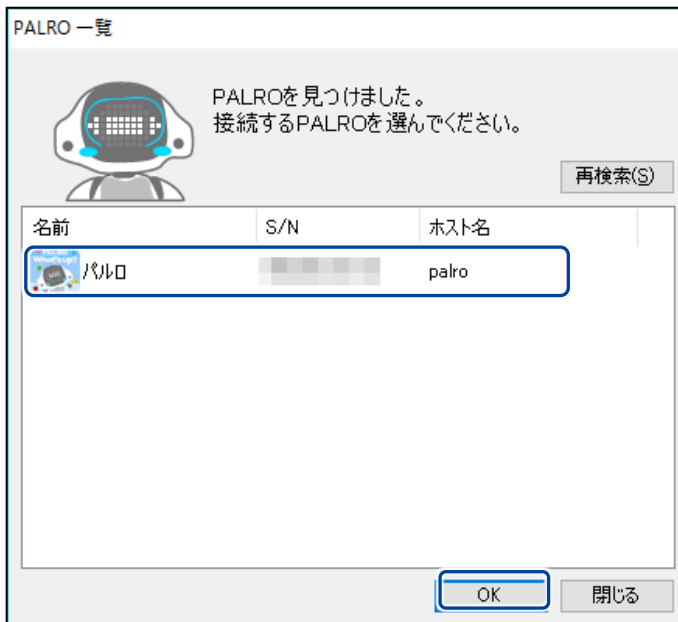 PALRO 一覧
PALROを見つけました。
接続するPALROを選んでください。
再検索(S)
名前 S/N ホスト名
What's up?
パルロ palro
OK 閉じる